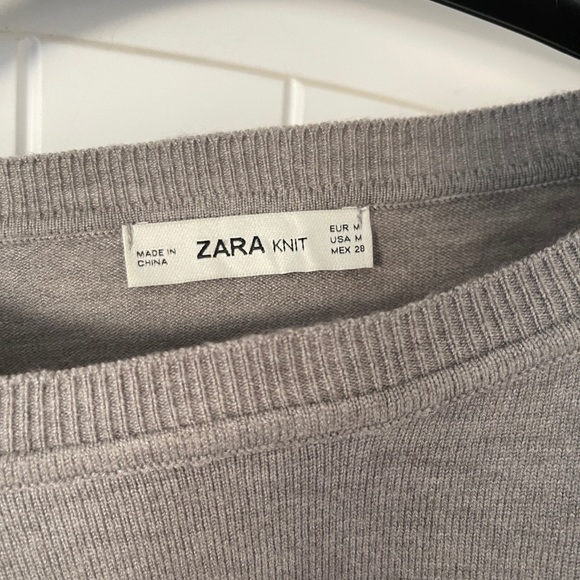 MADE IN
CHINA
ZARA KNIT
EUR M
USA M
MEX 28